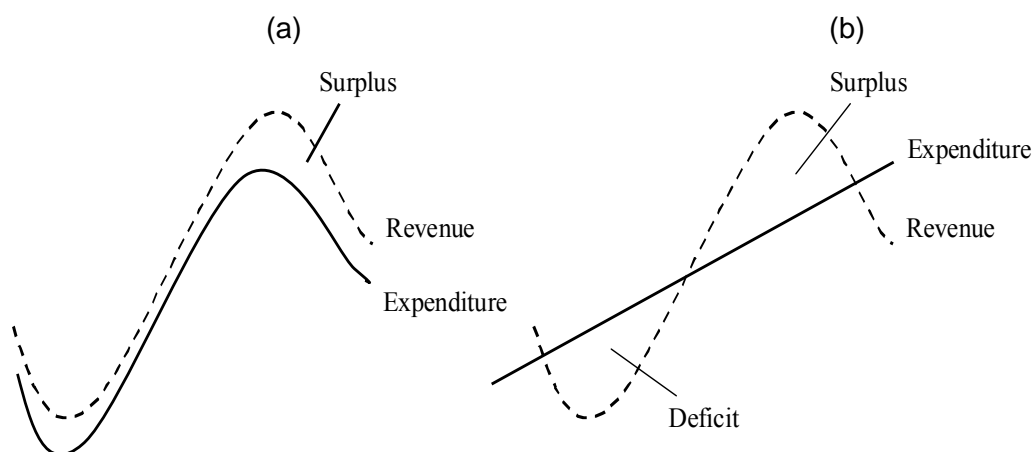 (a)
Surplus
Revenue
Expenditure
(b)
Surplus
Expenditure
Revenue
Deficit